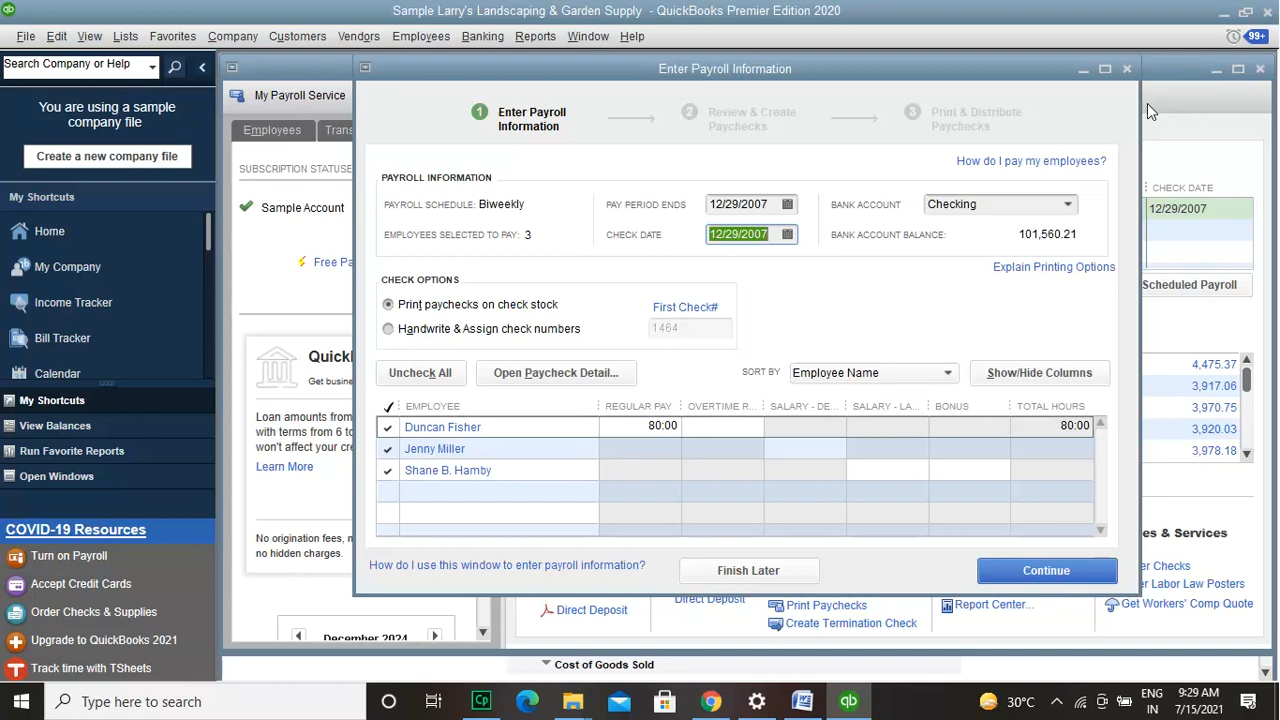 Sample Larry's Landscaping & Garden Supply - QuickBooks Premier Edition 2020
File Edit View Lists Favorites Company Customers Vendors Employees Banking Reports Window Help
99+
Search Company or Help
You are using a sample
company file
Create a new company file
My Shortcuts
Home
My Company
Income Tracker
Bill Tracker
Calendar
My Shortcuts
View Balances
Run Favorite Reports
Open Windows
COVID-19 Resources
Turn on Payroll
Accept Credit Cards
Order Checks & Supplies
Upgrade to QuickBooks 2021
Track time with TSheets
My Payroll Service
Employees
SUBSCRIPTION
Sample Account
Free
Get
Loan amounts from
with terms from 6
won't affect your
Learn More
No origination fees,
no hidden charges.
December 2024
Enter Payroll Information
1 Enter Payroll
Information
2 Review & Create
Paychecks
3 Print & Distribute
Paychecks
How do I pay my employees?
PAYROLL INFORMATION
PAYROLL SCHEDULE: Biweekly
PAY PERIOD ENDS 12/29/2007
BANK ACCOUNT Checking
EMPLOYEES SELECTED TO PAY: 3
CHECK DATE 12/29/2007
BANK ACCOUNT BALANCE: 101,560.21
Explain Printing Options
CHECK OPTIONS
Print paychecks on check stock
First Check#
Handwrite & Assign check numbers
1464
Uncheck All
Open Paycheck Detail...
SORT BY Employee Name
Show/Hide Columns
EMPLOYEE REGULAR PAY OVERTIME R... SALARY - DE... SALARY - LA... BONUS TOTAL HOURS
Duncan Fisher 80:00 80:00
Jenny Miller
Shane B. Hamby
How do I use this window to enter payroll information?
Finish Later
Continue
CHECK DATE
12/29/2007
Scheduled Payroll
4,475.37
3,917.06
3,970.75
3,920.03
3,978.18
& Services
Checks
Labor Law Posters
Get Workers' Comp Quote
Direct Deposit
Direct Deposit
Print Paychecks
Create Termination Check
Report Center...
Cost of Goods Sold
Type here to search
30°C
ENG
IN
9:29 AM
7/15/2021